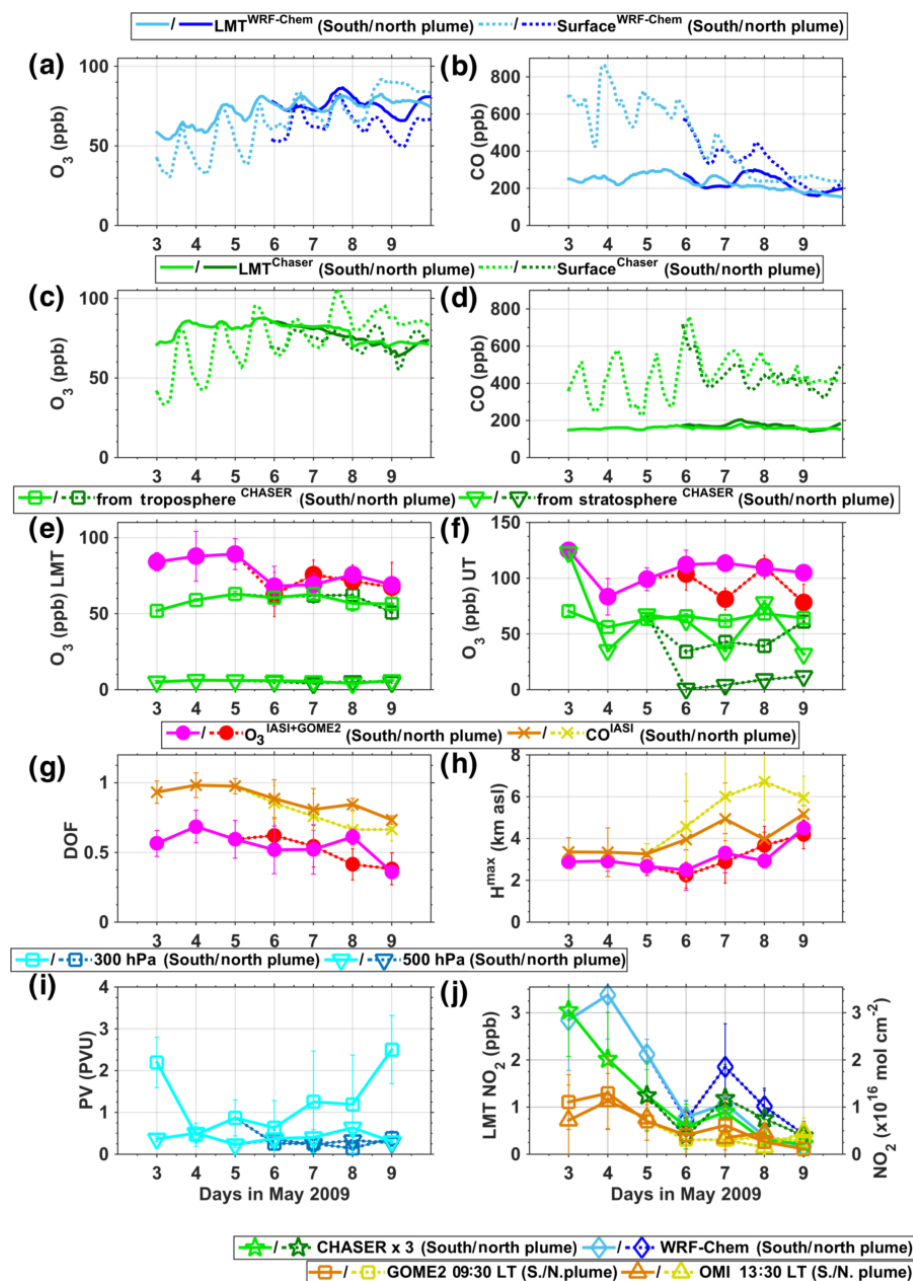 / LMT^WRF-Chem (South/north plume) / Surface^WRF-Chem (South/north plume)
(a) (b)
100 50 0
O3 (ppb)
800 600 400 200 0
CO (ppb)
3 4 5 6 7 8 9
3 4 5 6 7 8 9
/ LMT^Chaser (South/north plume) / Surface^Chaser (South/north plume)
(c) (d)
100 50 0
O3 (ppb)
800 600 400 200 0
CO (ppb)
3 4 5 6 7 8 9
3 4 5 6 7 8 9
/ from troposphere^CHASER (South/north plume) / from stratosphere^CHASER (South/north plume)
(e) (f)
100 50 0
O3 (ppb) LMT
150 100 50 0
O3 (ppb) UT
3 4 5 6 7 8 9
3 4 5 6 7 8 9
/ O3^IASI+GOME2 (South/north plume) / CO^IASI (South/north plume)
(g) (h)
1 0.5 0
DOF
8 6 4 2 0
H^max (km asl)
3 4 5 6 7 8 9
3 4 5 6 7 8 9
/ 300 hPa (South/north plume) / 500 hPa (South/north plume)
(i) (j)
4 3 2 1 0
PV (PVU)
3 2 1 0
LMT NO2 (ppb)
3 2 1 0
NO2 (x10^16 mol cm^-2)
3 4 5 6 7 8 9
3 4 5 6 7 8 9
Days in May 2009
Days in May 2009
/ CHASER x 3 (South/north plume) / WRF-Chem (South/north plume)
/ GOME2 09:30 LT (S./N.plume) / OMI 13:30 LT (S./N. plume)